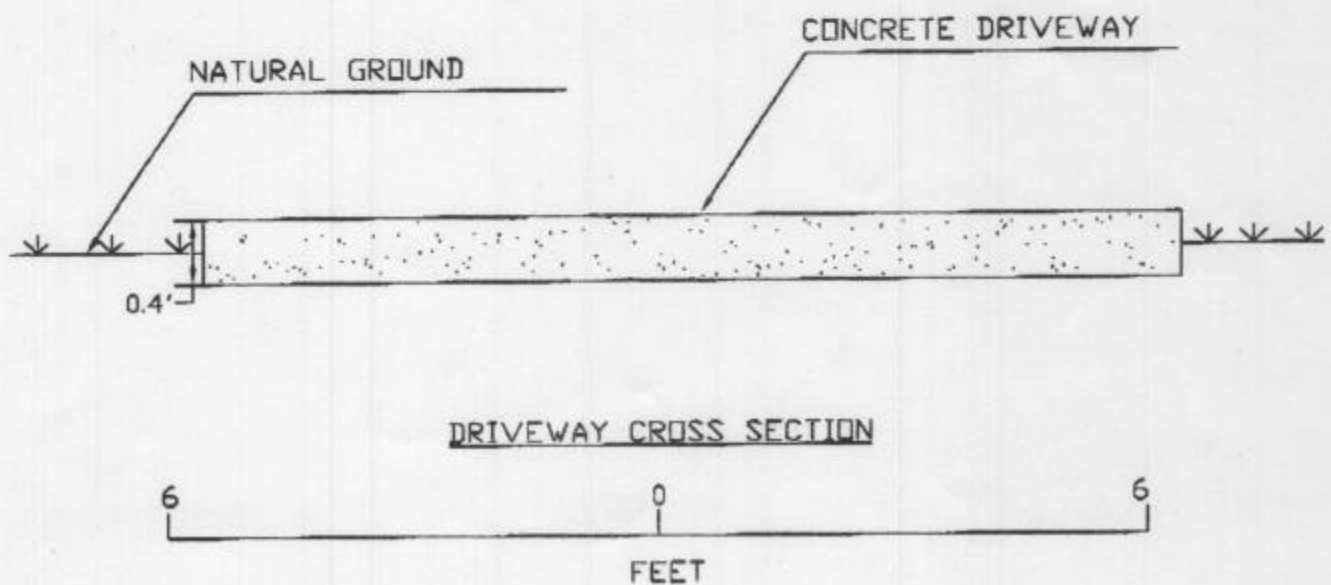 CONCRETE DRIVEWAY
NATURAL GROUND
0.4'
DRIVEWAY CROSS SECTION
6 0 6
FEET